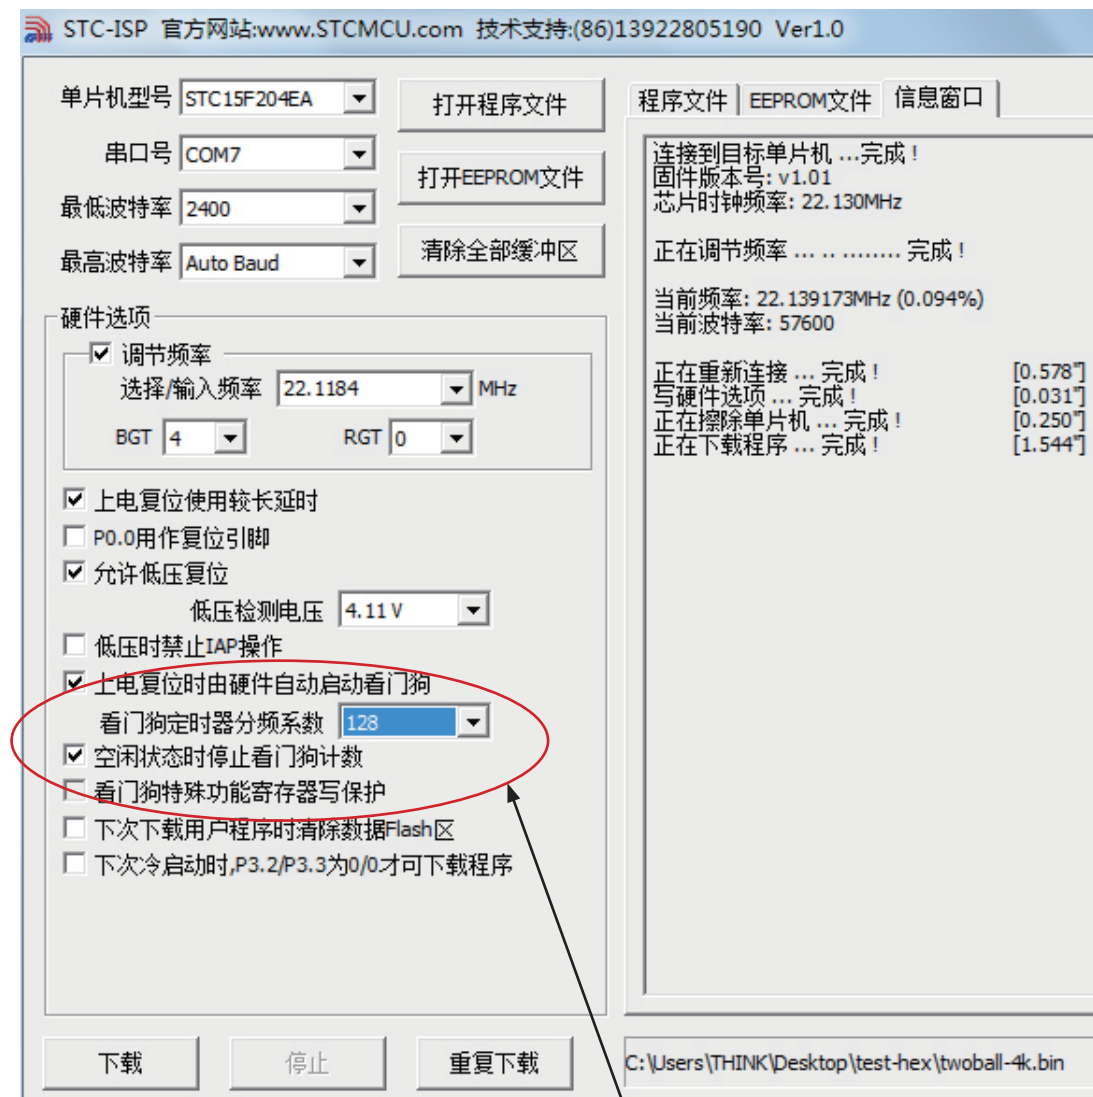 STC-ISP 官方网站:www.STCMCU.com 技术支持:(86)13922805190 Ver1.0
单片机型号 STC15F204EA
打开程序文件
串口号 COM7
打开EEPROM文件
最低波特率 2400
最高波特率 Auto Baud
清除全部缓冲区
硬件选项
调节频率
选择/输入频率 22.1184 MHz
BGT 4 RGT 0
上电复位使用较长延时
P0.0用作复位引脚
允许低压复位
低压检测电压 4.11 V
低压时禁止IAP操作
上电复位时由硬件自动启动看门狗
看门狗定时器分频系数 128
空闲状态时停止看门狗计数
看门狗特殊功能寄存器写保护
下次下载用户程序时清除数据Flash区
下次冷启动时,P3.2/P3.3为0/0才可下载程序
下载 停止 重复下载
程序文件 EEPROM文件 信息窗口
连接到目标单片机 ...完成 !
固件版本号: v1.01
芯片时钟频率: 22.130MHz
正在调节频率 ... .. ........ 完成 !
当前频率: 22.139173MHz (0.094%)
当前波特率: 57600
正在重新连接 ... 完成 ! [0.578"]
写硬件选项 ... 完成 ! [0.031"]
正在擦除单片机 ... 完成 ! [0.250"]
正在下载程序 ... 完成 ! [1.544"]
C:\Users\THINK\Desktop\test-hex\twoball-4k.bin